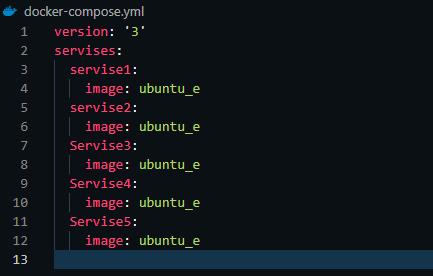 docker-compose.yml
1 version: '3'
2 servises:
3 servise1:
4 image: ubuntu_e
5 servise2:
6 image: ubuntu_e
7 Servise3:
8 image: ubuntu_e
9 Servise4:
10 image: ubuntu_e
11 Servise5:
12 image: ubuntu_e
13